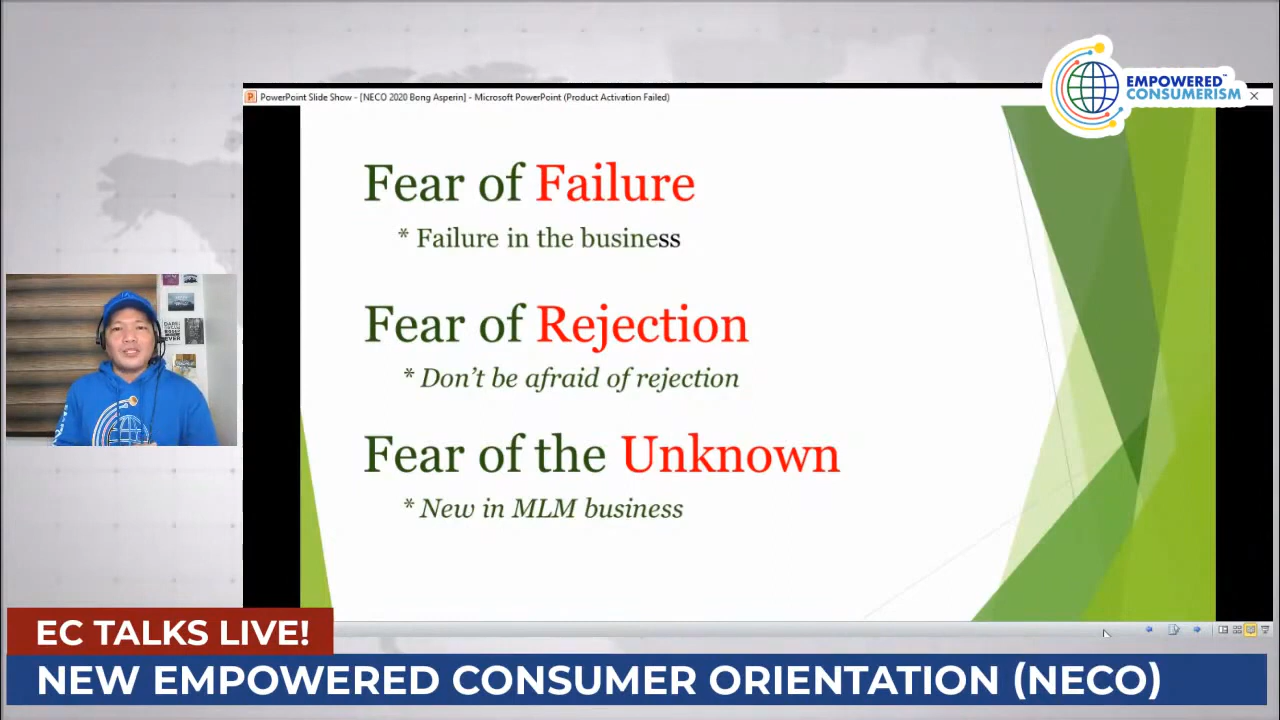 EMPOWERED™
CONSUMERISM
PowerPoint Slide Show - [NECO 2020 Bong Asperin] - Microsoft PowerPoint (Product Activation Failed)
Fear of Failure
* Failure in the business
Fear of Rejection
* Don't be afraid of rejection
Fear of the Unknown
* New in MLM business
EC TALKS LIVE!
NEW EMPOWERED CONSUMER ORIENTATION (NECO)